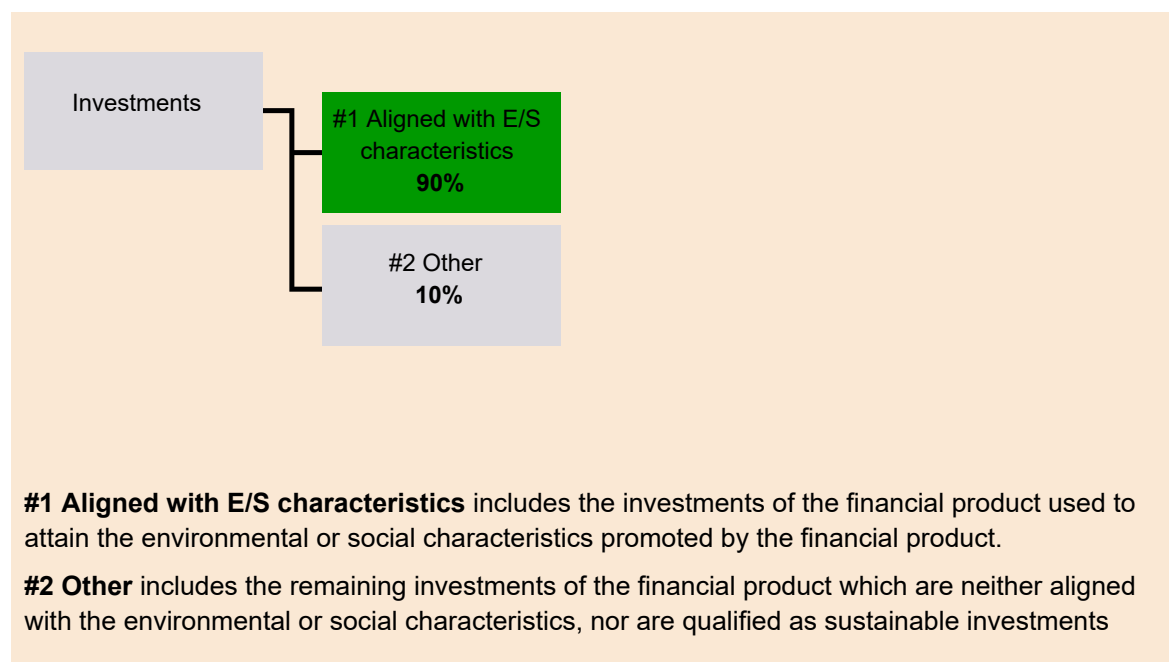 Investments
#1 Aligned with E/S
characteristics
90%
#2 Other
10%
#1 Aligned with E/S characteristics includes the investments of the financial product used to
attain the environmental or social characteristics promoted by the financial product.
#2 Other includes the remaining investments of the financial product which are neither aligned
with the environmental or social characteristics, nor are qualified as sustainable investments